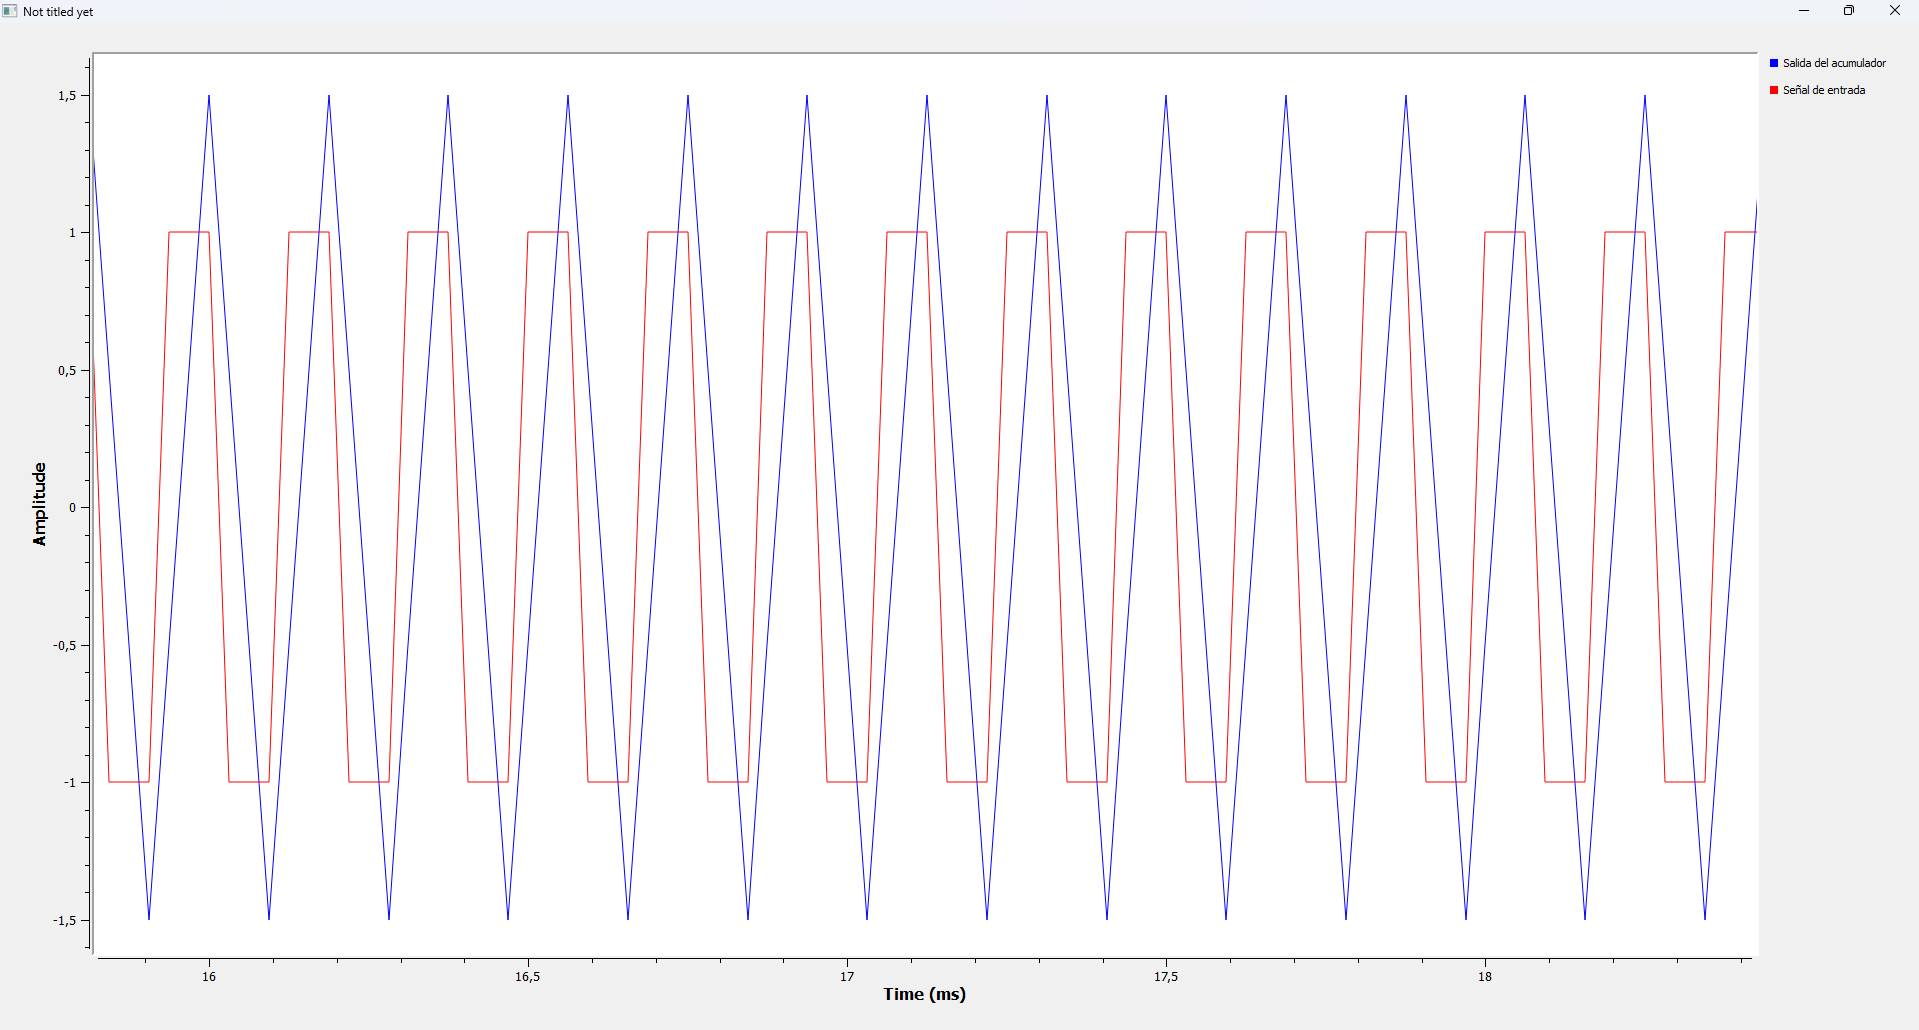 Not titled yet
Salida del acumulador
Señal de entrada
1,5
1
0,5
0
-0,5
-1
-1,5
Amplitude
16
16,5
17
17,5
18
Time (ms)